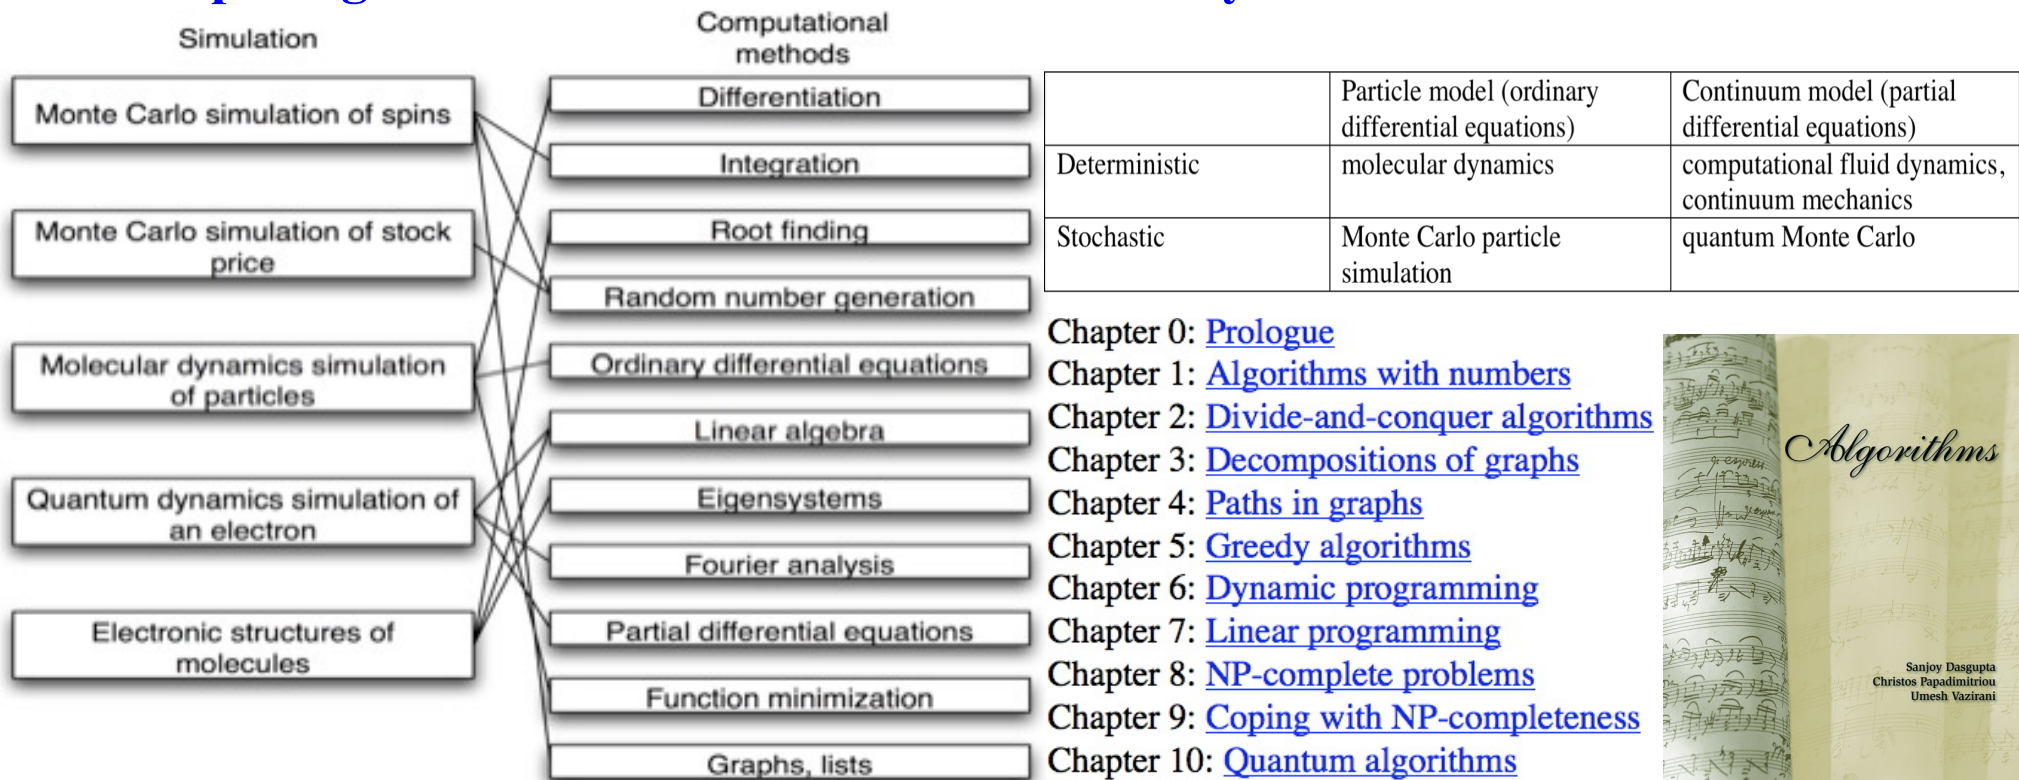 Simulation
Computational
methods
Monte Carlo simulation of spins
Monte Carlo simulation of stock
price
Molecular dynamics simulation
of particles
Quantum dynamics simulation of
an electron
Electronic structures of
molecules
Differentiation
Integration
Root finding
Random number generation
Ordinary differential equations
Linear algebra
Eigensystems
Fourier analysis
Partial differential equations
Function minimization
Graphs, lists
Particle model (ordinary
differential equations)
Continuum model (partial
differential equations)
Deterministic
molecular dynamics
computational fluid dynamics,
continuum mechanics
Stochastic
Monte Carlo particle
simulation
quantum Monte Carlo
Chapter 0: Prologue
Chapter 1: Algorithms with numbers
Chapter 2: Divide-and-conquer algorithms
Chapter 3: Decompositions of graphs
Chapter 4: Paths in graphs
Chapter 5: Greedy algorithms
Chapter 6: Dynamic programming
Chapter 7: Linear programming
Chapter 8: NP-complete problems
Chapter 9: Coping with NP-completeness
Chapter 10: Quantum algorithms
Algorithms
Sanjoy Dasgupta
Christos Papadimitriou
Umesh Vazirani